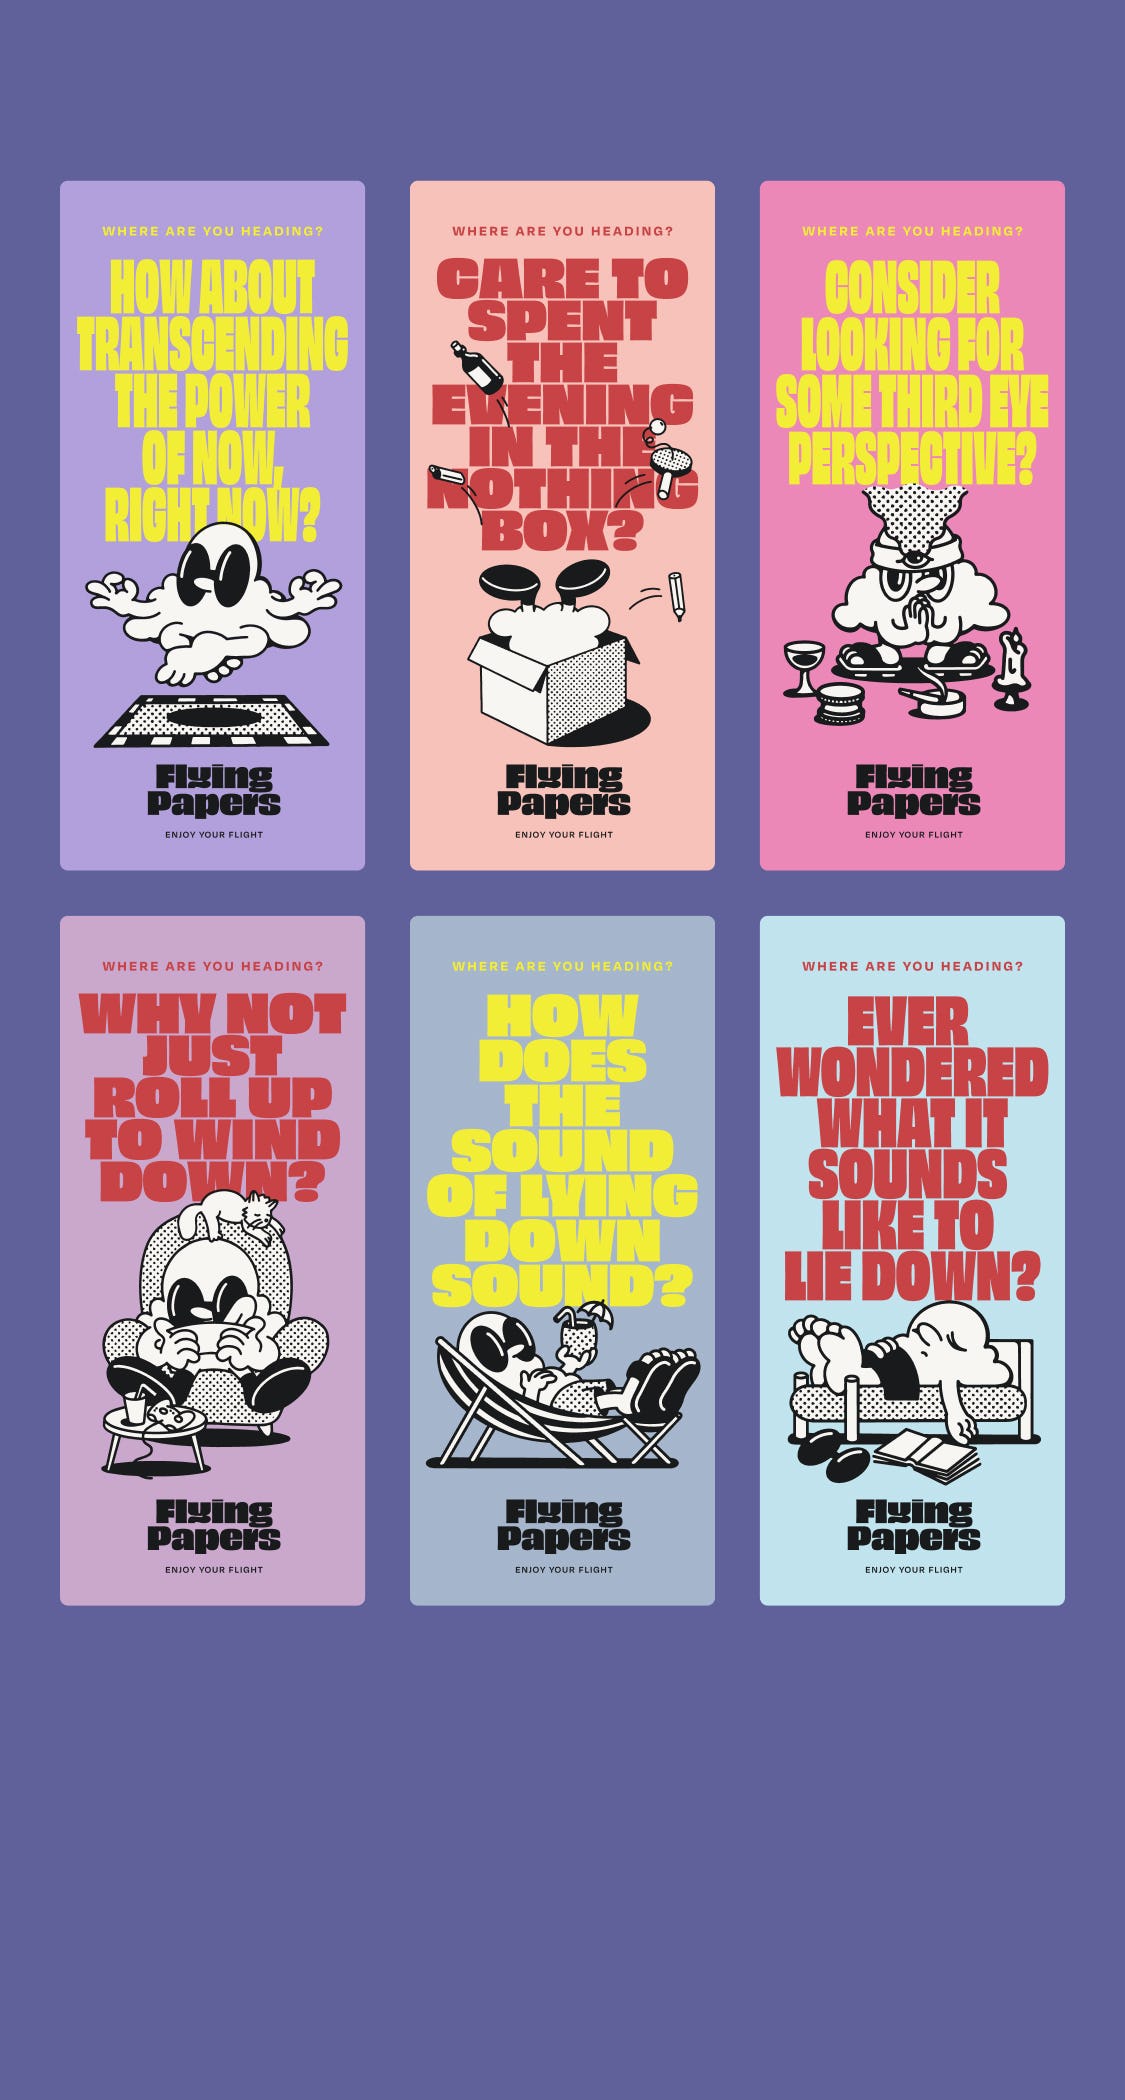 WHERE ARE YOU HEADING?
HOW ABOUT
TRANSCENDING
THE POWER
OF NOW,
RIGHT NOW?
Flying
Papers
ENJOY YOUR FLIGHT
WHERE ARE YOU HEADING?
CARE TO
SPENT
THE
EVENING
IN THE
NOTHING
BOX?
Flying
Papers
ENJOY YOUR FLIGHT
WHERE ARE YOU HEADING?
CONSIDER
LOOKING FOR
SOME THIRD EYE
PERSPECTIVE?
Flying
Papers
ENJOY YOUR FLIGHT
WHERE ARE YOU HEADING?
WHY NOT
JUST
ROLL UP
TO WIND
DOWN?
Flying
Papers
ENJOY YOUR FLIGHT
WHERE ARE YOU HEADING?
HOW
DOES
THE
SOUND
OF LYING
DOWN
SOUND?
Flying
Papers
ENJOY YOUR FLIGHT
WHERE ARE YOU HEADING?
EVER
WONDERED
WHAT IT
SOUNDS
LIKE TO
LIE DOWN?
Flying
Papers
ENJOY YOUR FLIGHT